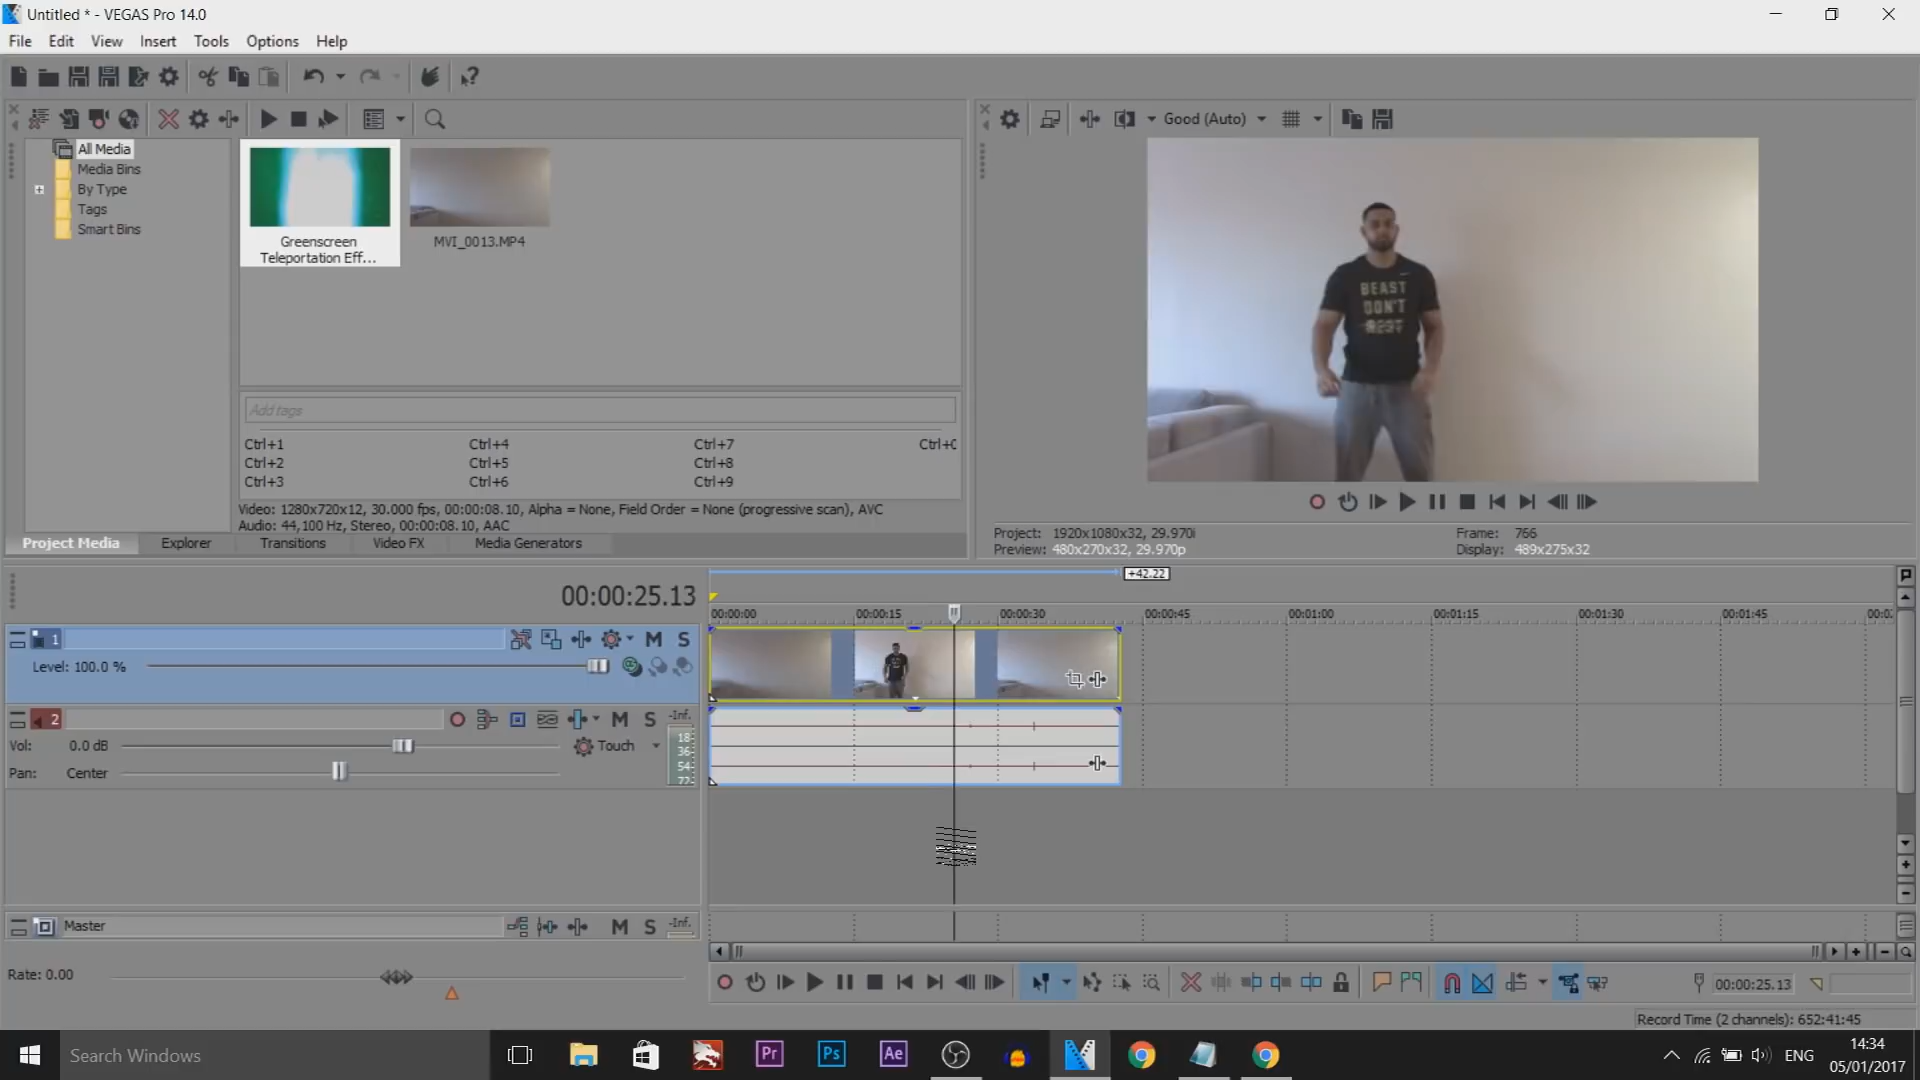 Untitled * - VEGAS Pro 14.0
File Edit View Insert Tools Options Help
Good (Auto)
All Media
Media Bins
By Type
Tags
Smart Bins
Greenscreen
Teleportation Eff...
MVI_0013.MP4
BEAST
DON'T
REST
Add tags
Ctrl+1 Ctrl+4 Ctrl+7 Ctrl+0
Ctrl+2 Ctrl+5 Ctrl+8
Ctrl+3 Ctrl+6 Ctrl+9
Video: 1280x720x12, 30.000 fps, 00:00:08.10, Alpha = None, Field Order = None (progressive scan), AVC
Audio: 44,100 Hz, Stereo, 00:00:08.10, AAC
Project Media Explorer Transitions Video FX Media Generators
Project: 1920x1080x32, 29.970i Frame: 766
Preview: 480x270x32, 29.970p Display: 489x275x32
+42.22
00:00:25.13
00:00:00 00:00:15 00:00:30 00:00:45 00:01:00 00:01:15 00:01:30 00:01:45
1 M S
Level: 100.0 %
2 M S -Inf.
Vol: 0.0 dB Touch
Pan: Center
18-
36-
54-
72-
Master M S -Inf.
Rate: 0.00
00:00:25.13
Record Time (2 channels): 652:41:45
Search Windows
Pr Ps Ae
ENG
14:34
05/01/2017